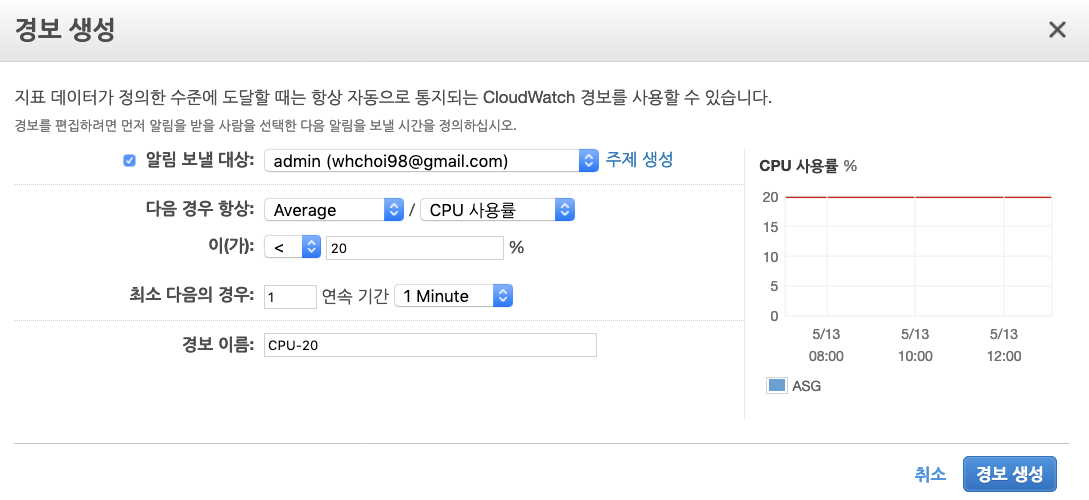 경보 생성
지표 데이터가 정의한 수준에 도달할 때는 항상 자동으로 통지되는 CloudWatch 경보를 사용할 수 있습니다.
경보를 편집하려면 먼저 알림을 받을 사람을 선택한 다음 알림을 보낼 시간을 정의하십시오.
알림 보낼 대상: admin (whchoi98@gmail.com) 주제 생성
다음 경우 항상: Average / CPU 사용률
이(가): < 20 %
최소 다음의 경우: 1 연속 기간 1 Minute
경보 이름: CPU-20
CPU 사용률 %
20
15
10
5
0
5/13 5/13 5/13
08:00 10:00 12:00
ASG
취소 경보 생성